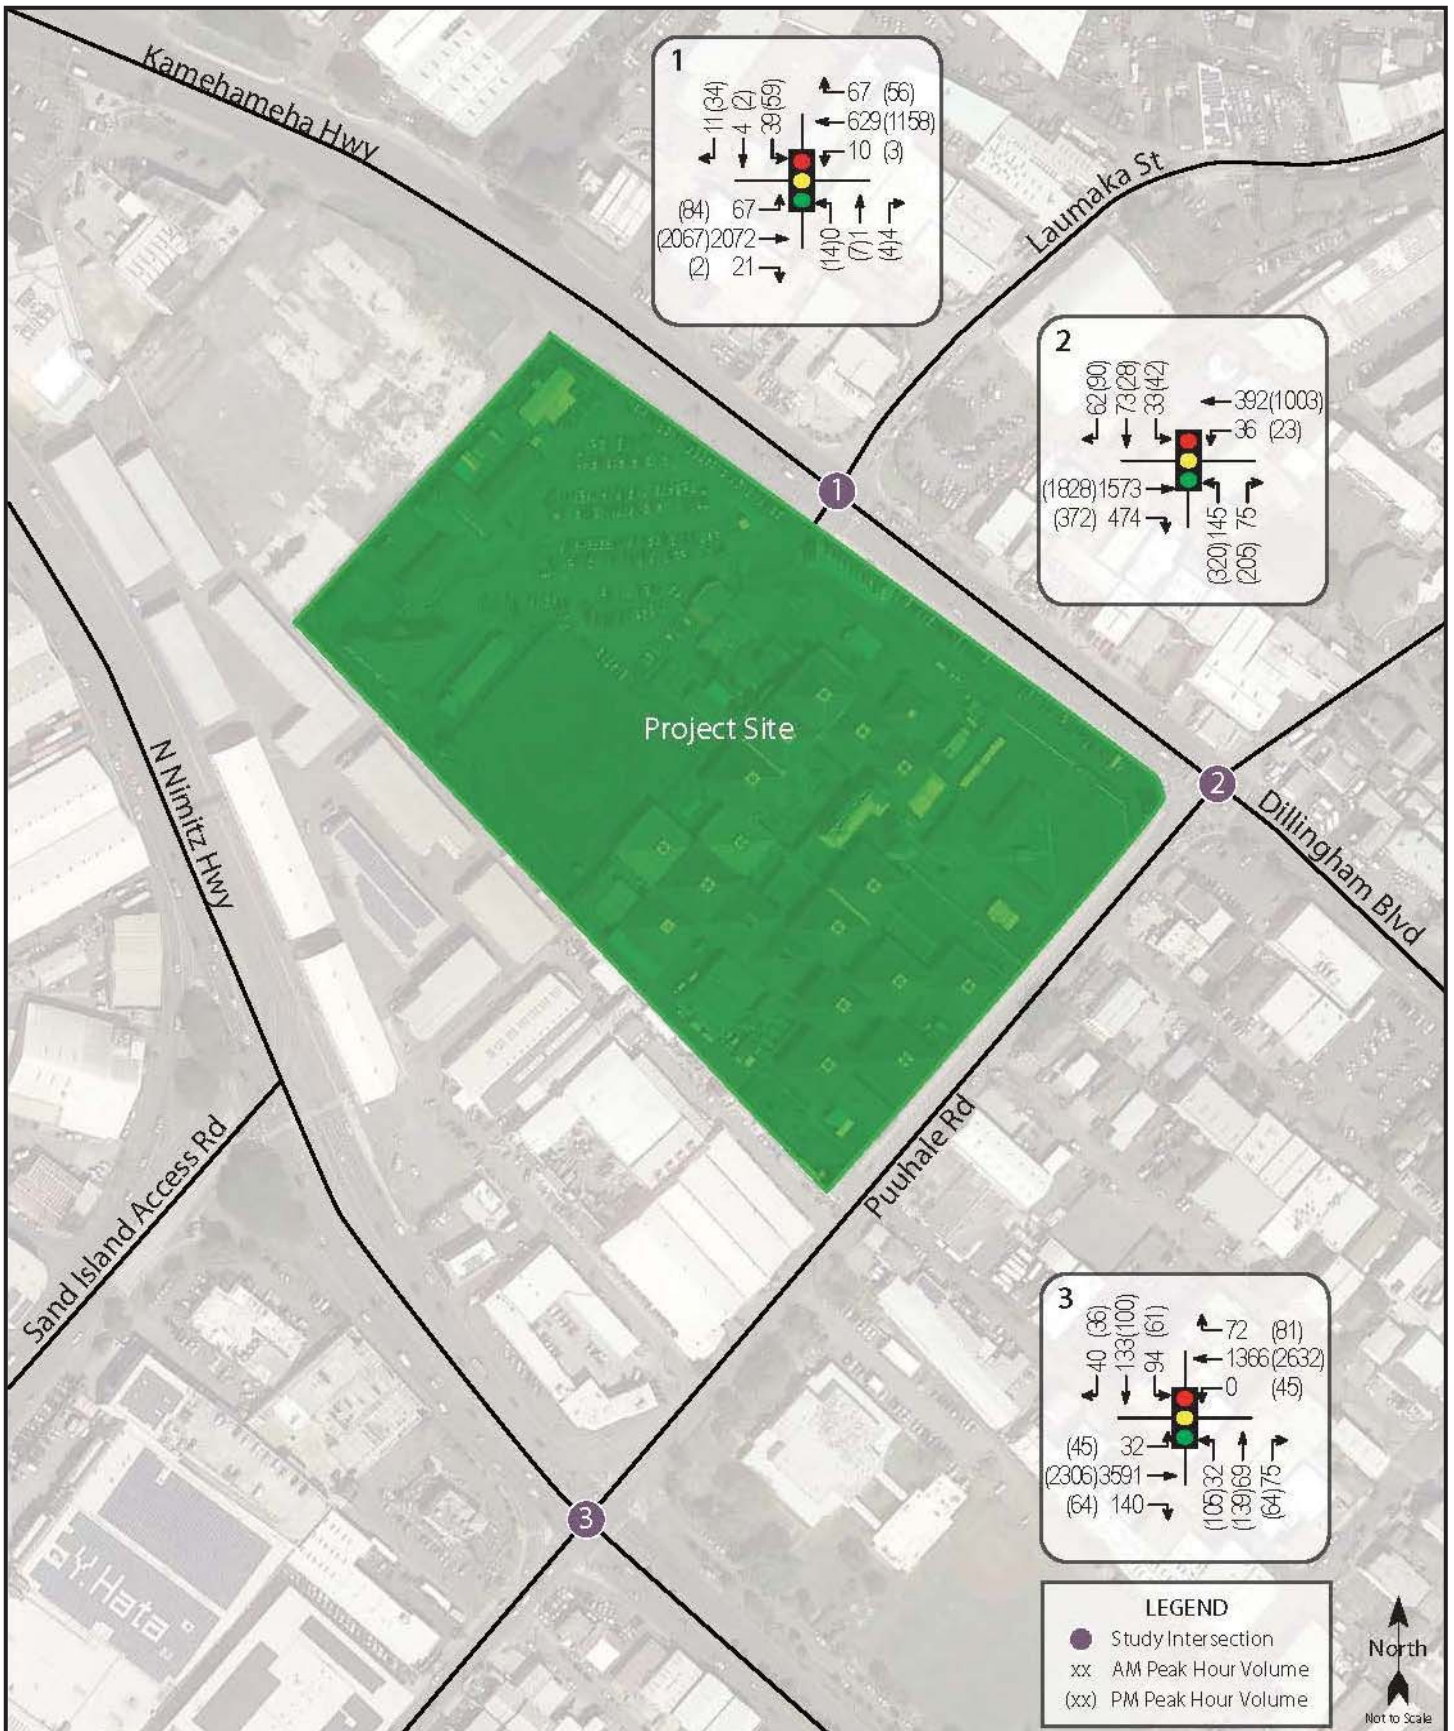 Kamehameha Hwy
1
11(34)
4 (2)
39(59)
67 (56)
629(1158)
10 (3)
(84) 67
(2067)2072
(2) 21
(14)0
(7)1
(4)4
Laumaka St
2
62(90)
73(28)
33(42)
392(1003)
36 (23)
(1828)1573
(372) 474
(320)145
(205) 75
1
Project Site
2
N Nimitz Hwy
Dillingham Blvd
Puuhale Rd
Sand Island Access Rd
3
40 (36)
133(100)
94 (61)
72 (81)
1366(2632)
0 (45)
(45) 32
(2306)3591
(64) 140
(105)32
(139)69
(64)75
3
Y. Hata
LEGEND
Study Intersection
xx AM Peak Hour Volume
(xx) PM Peak Hour Volume
North
Not to Scale